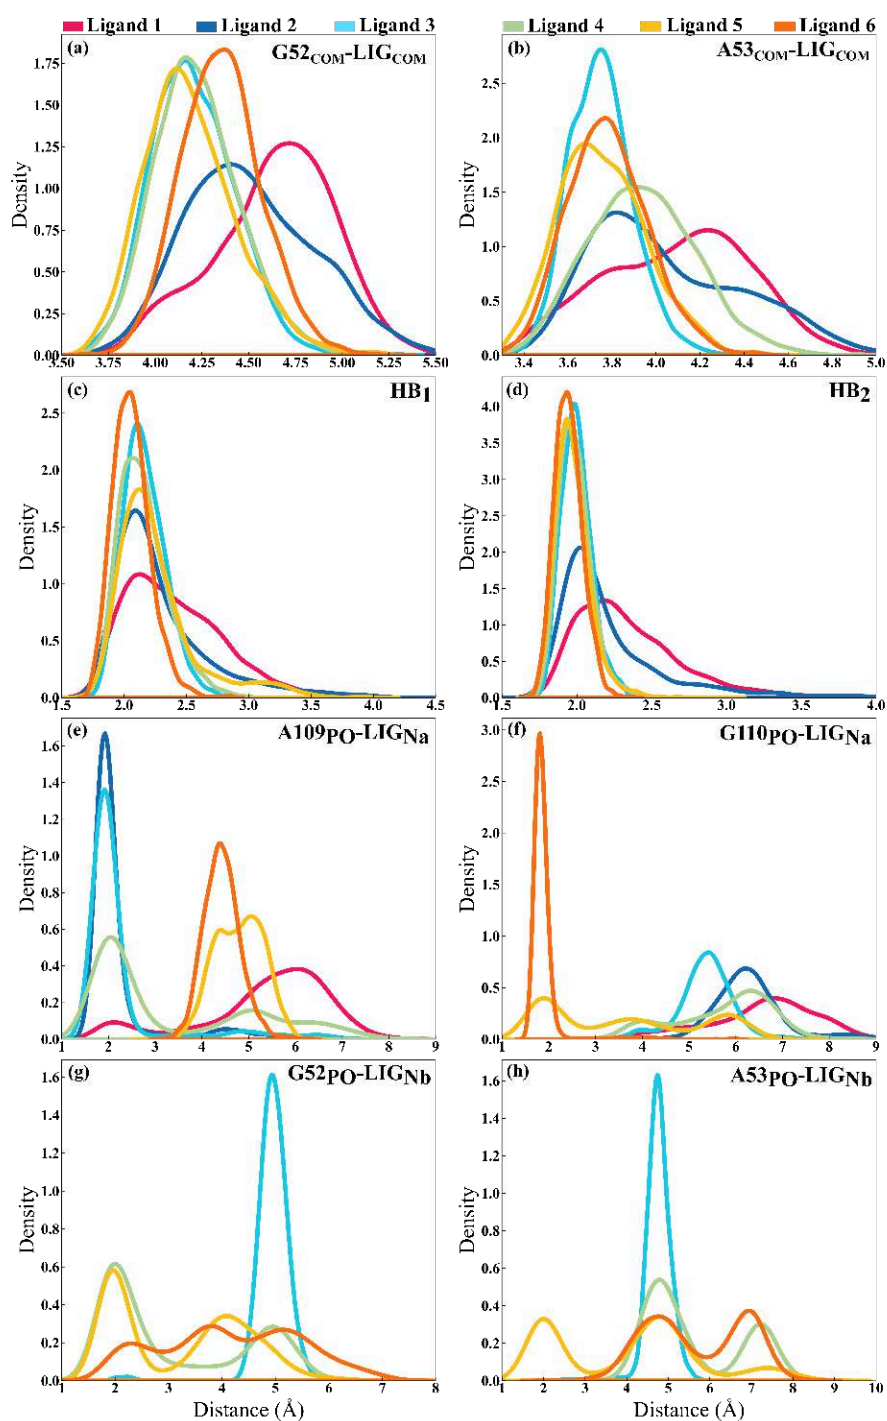 Ligand 1 Ligand 2 Ligand 3 Ligand 4 Ligand 5 Ligand 6
(a) G52COM-LIGCOM
1.75
1.50
1.25
1.00
0.75
0.50
0.25
0.00
Density
3.50 3.75 4.00 4.25 4.50 4.75 5.00 5.25 5.50
(b) A53COM-LIGCOM
2.5
2.0
1.5
1.0
0.5
0.0
Density
3.4 3.6 3.8 4.0 4.2 4.4 4.6 4.8 5.0
(c) HB1
2.5
2.0
1.5
1.0
0.5
0.0
Density
1.5 2.0 2.5 3.0 3.5 4.0 4.5
(d) HB2
4.0
3.5
3.0
2.5
2.0
1.5
1.0
0.5
0.0
Density
1.5 2.0 2.5 3.0 3.5 4.0
(e) A109PO-LIGNa
1.6
1.4
1.2
1.0
0.8
0.6
0.4
0.2
0.0
Density
1 2 3 4 5 6 7 8 9
(f) G110PO-LIGNa
3.0
2.5
2.0
1.5
1.0
0.5
0.0
Density
1 2 3 4 5 6 7 8 9
(g) G52PO-LIGNb
1.6
1.4
1.2
1.0
0.8
0.6
0.4
0.2
0.0
Density
1 2 3 4 5 6 7 8
Distance (Å)
(h) A53PO-LIGNb
1.6
1.4
1.2
1.0
0.8
0.6
0.4
0.2
0.0
Density
1 2 3 4 5 6 7 8 9 10
Distance (Å)